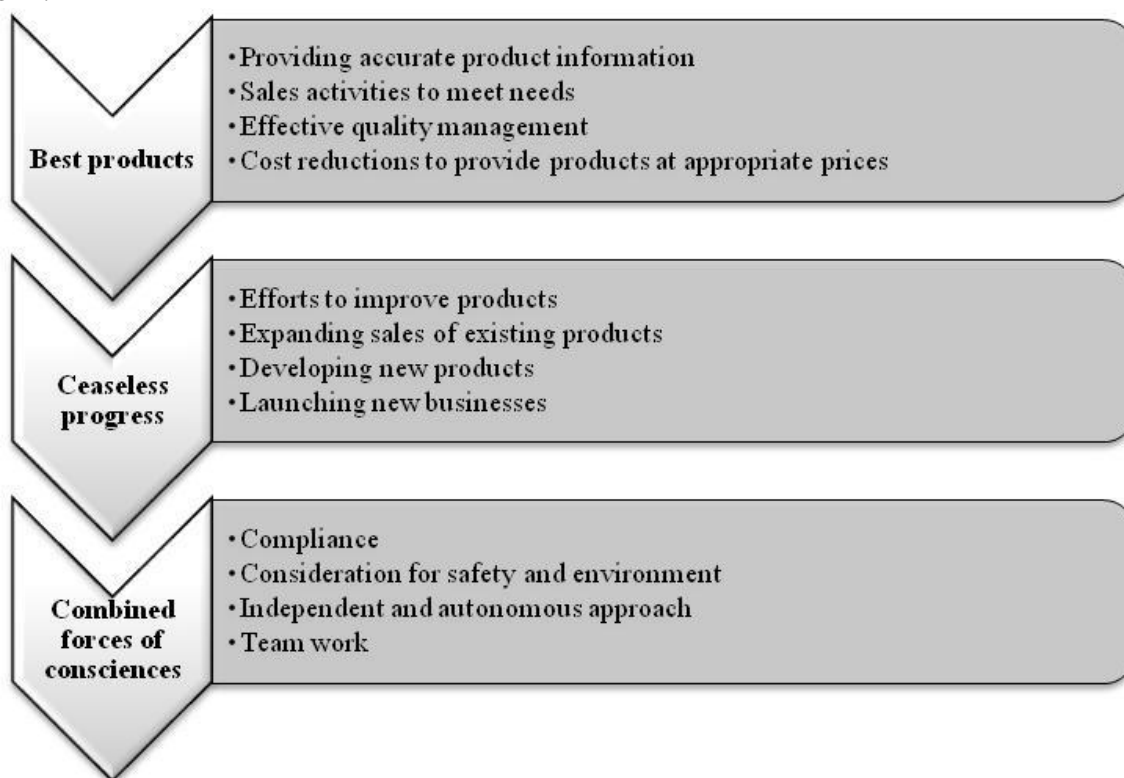 Best products
•Providing accurate product information
•Sales activities to meet needs
•Effective quality management
•Cost reductions to provide products at appropriate prices
Ceaseless
progress
•Efforts to improve products
•Expanding sales of existing products
•Developing new products
•Launching new businesses
Combined
forces of
consciences
•Compliance
•Consideration for safety and environment
•Independent and autonomous approach
•Team work